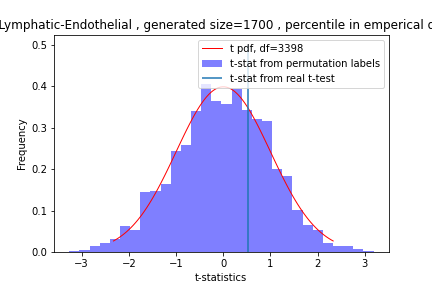 Lymphatic-Endothelial , generated size=1700 , percentile in emperical
t pdf, df=3398
t-stat from permutation labels
t-stat from real t-test
0.5
0.4
0.3
0.2
0.1
0.0
Frequency
−3 −2 −1 0 1 2 3
t-statistics